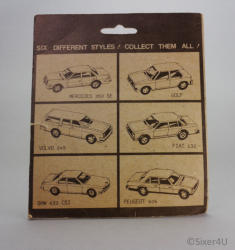 SIX DIFFERENT STYLES! COLLECT THEM ALL!
MERCEDES 350 SE
GOLF
VOLVO 245
FIAT 131
BMW 633 CSI
PEUGEOT 604
©Sixer4U